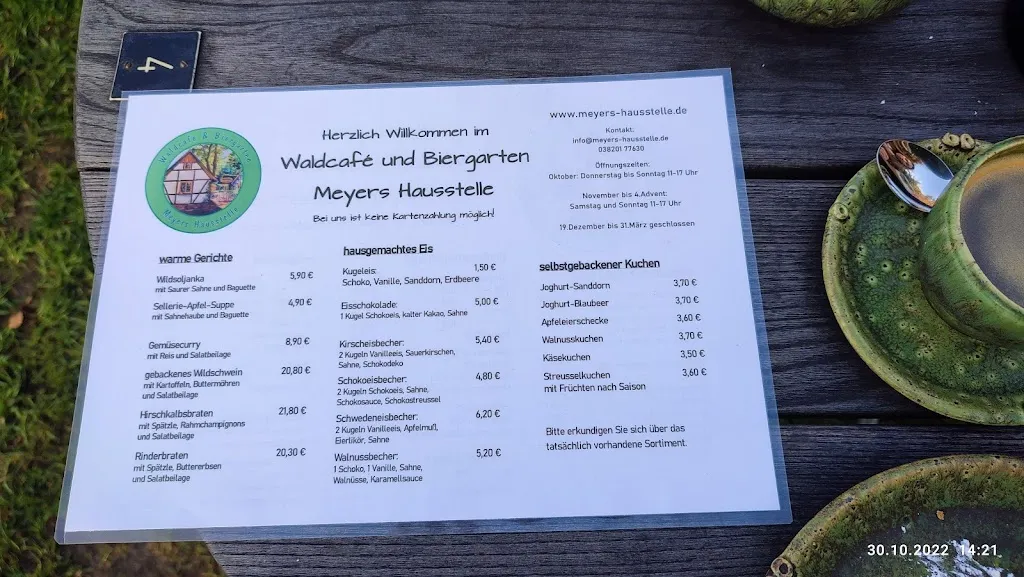 4
Waldcafé & Biergarten
Meyers Hausstelle
Herzlich Willkommen im
Waldcafé und Biergarten
Meyers Hausstelle
Bei uns ist keine Kartenzahlung möglich!
www.meyers-hausstelle.de
Kontakt:
info@meyers-hausstelle.de
038201 77630
Öffnungszeiten:
Oktober: Donnerstag bis Sonntag 11-17 Uhr
November bis 4.Advent:
Samstag und Sonntag 11-17 Uhr
19.Dezember bis 31.März geschlossen
warme Gerichte
Wildsoljanka 5,90 €
mit Saurer Sahne und Baguette
Sellerie-Apfel-Suppe 4,90 €
mit Sahnehaube und Baguette
Gemüsecurry 8,90 €
mit Reis und Salatbeilage
gebackenes Wildschwein 20,80 €
mit Kartoffeln, Buttermöhren
und Salatbeilage
Hirschkalbsbraten 21,80 €
mit Spätzle, Rahmchampignons
und Salatbeilage
Rinderbraten 20,30 €
mit Spätzle, Buttererbsen
und Salatbeilage
hausgemachtes Eis
Kugeleis: 1,50 €
Schoko, Vanille, Sanddorn, Erdbeere
Eisschokolade: 5,00 €
1 Kugel Schokoeis, kalter Kakao, Sahne
Kirscheisbecher: 5,40 €
2 Kugeln Vanilleeis, Sauerkirschen,
Sahne, Schokodeko
Schokoeisbecher: 4,80 €
2 Kugeln Schokoeis, Sahne,
Schokosauce, Schokostreussel
Schwedeneisbecher: 6,20 €
2 Kugeln Vanilleeis, Apfelmuß,
Eierlikör, Sahne
Walnussbecher: 5,20 €
1 Schoko, 1 Vanille, Sahne,
Walnüsse, Karamellsauce
selbstgebackener Kuchen
Joghurt-Sanddorn 3,70 €
Joghurt-Blaubeer 3,70 €
Apfeleierschecke 3,60 €
Walnusskuchen 3,70 €
Käsekuchen 3,50 €
Streusselkuchen 3,60 €
mit Früchten nach Saison
Bitte erkundigen Sie sich über das
tatsächlich vorhandene Sortiment.
30.10.2022 14:21